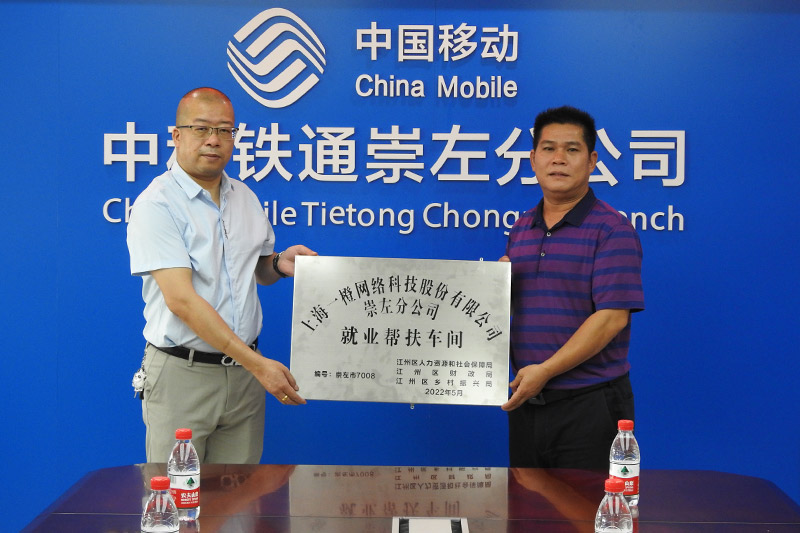 中国移动
China Mobile
中 铁通崇左分公司
Tietong
上海一橙网络科技股份有限公司
崇左分公司
就业帮扶车间
江州区人力资源和社会保障局
江州区财政局
编号：崇左市7008
江州区乡村振兴局
2022年5月
农夫山泉